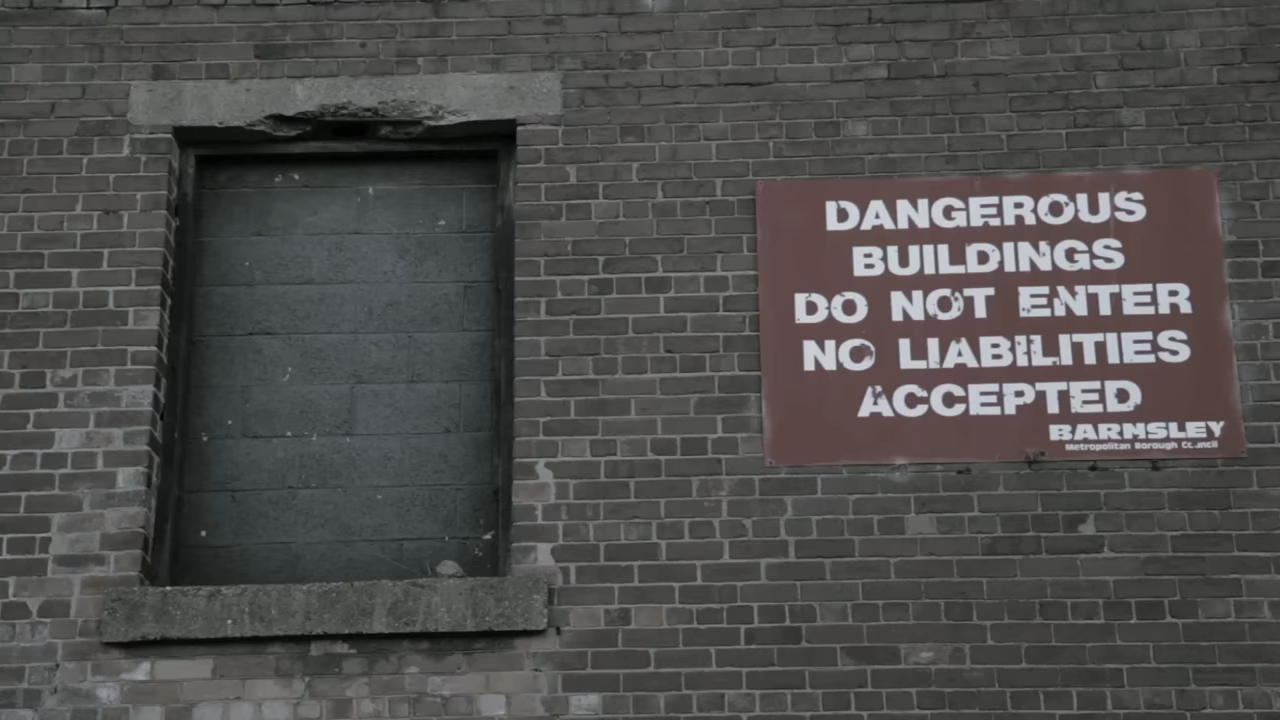 DANGEROUS
BUILDINGS
DO NOT ENTER
NO LIABILITIES
ACCEPTED
BARNSLEY
Metropolitan Borough Council